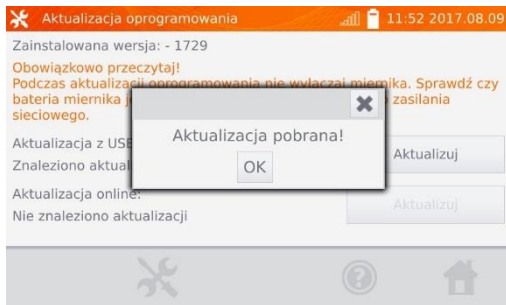 Aktualizacja oprogramowania
11:52 2017.08.09
Zainstalowana wersja: - 1729
Obowiązkowo przeczytaj!
Podczas aktualizacji oprogramowania nie wyłączaj miernika. Sprawdź czy
bateria miernika zasilania
sieciowego.
Aktualizacja pobrana!
OK
Aktualizacja z USB
Aktualizuj
Znaleziono
Aktualizacja online:
Aktualizuj
Nie znaleziono aktualizacji